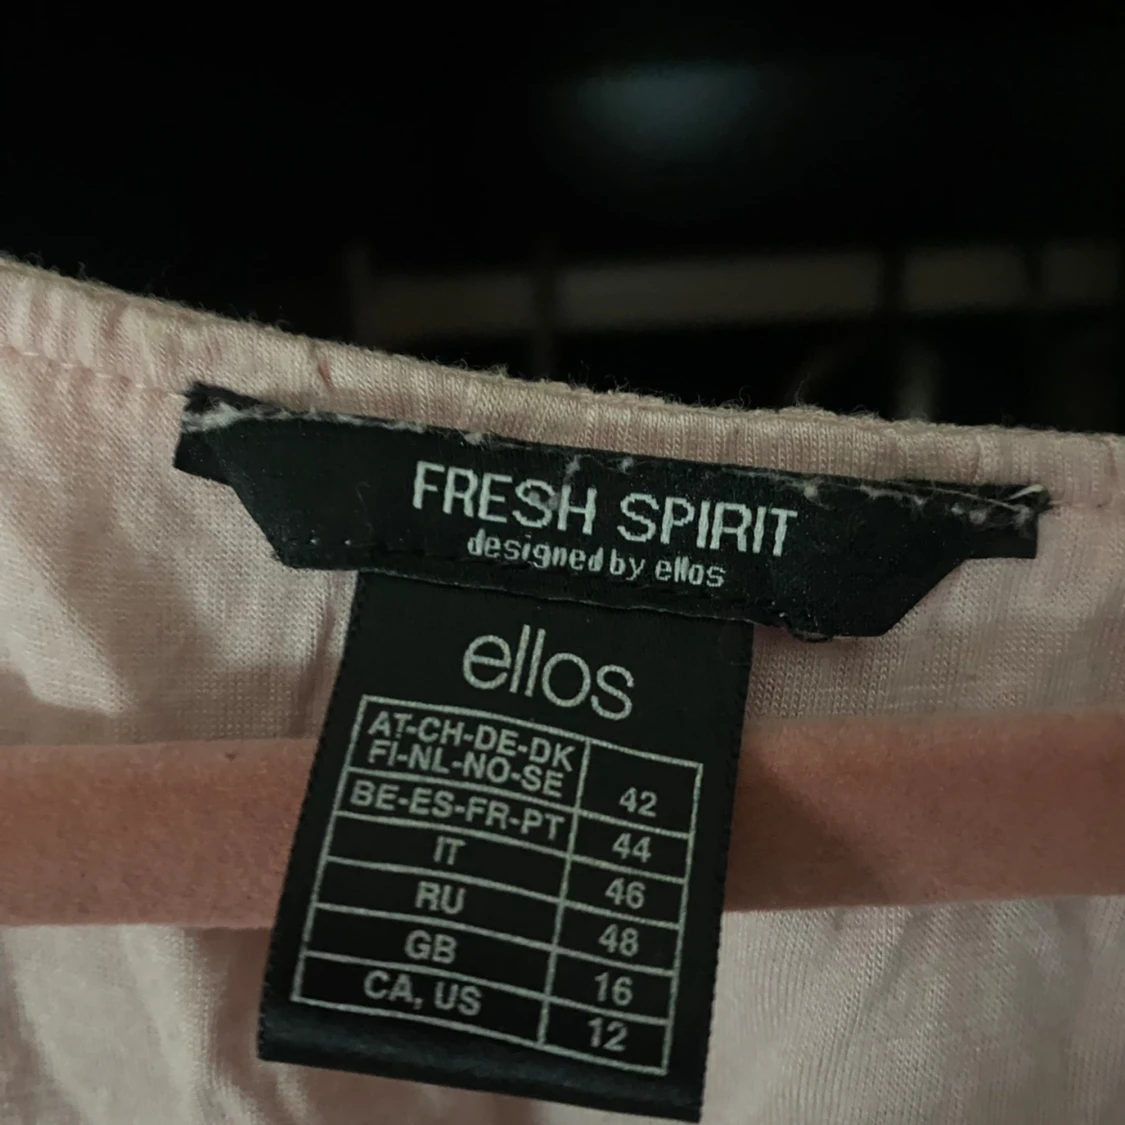 FRESH SPIRIT
designed by ellos
ellos
AT-CH-DE-DK
FI-NL-NO-SE 42
BE-ES-FR-PT 44
IT 46
RU 48
GB 16
CA, US 12